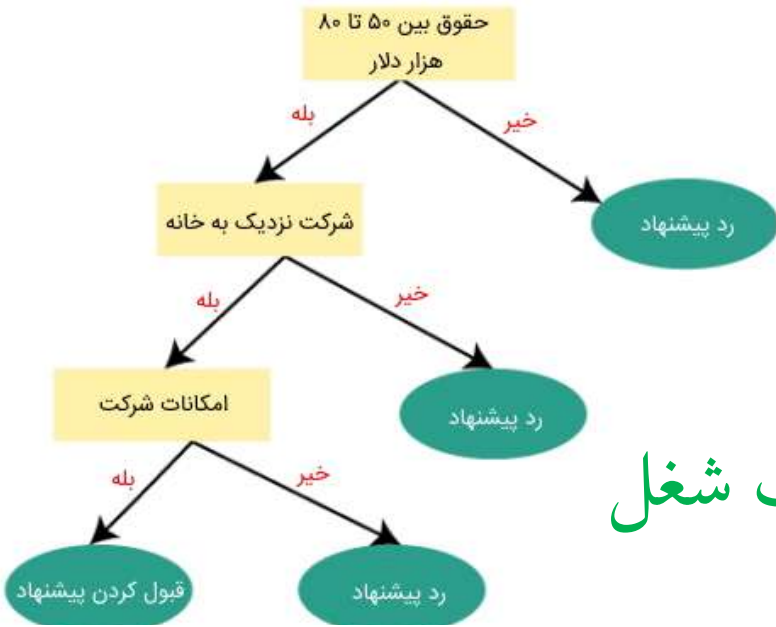 حقوق بین ۵۰ تا ۸۰
هزار دلار
بله
خیر
رد پیشنهاد
شرکت نزدیک به خانه
بله
خیر
رد پیشنهاد
امکانات شرکت
بله
خیر
قبول کردن پیشنهاد
رد پیشنهاد
شغل